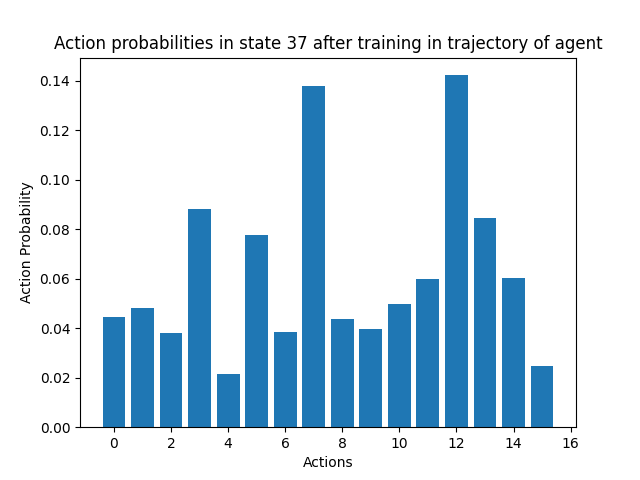 Action probabilities in state 37 after training in trajectory of agent
0.14
0.12
0.10
0.08
0.06
0.04
0.02
0.00
Action Probability
0 2 4 6 8 10 12 14 16
Actions